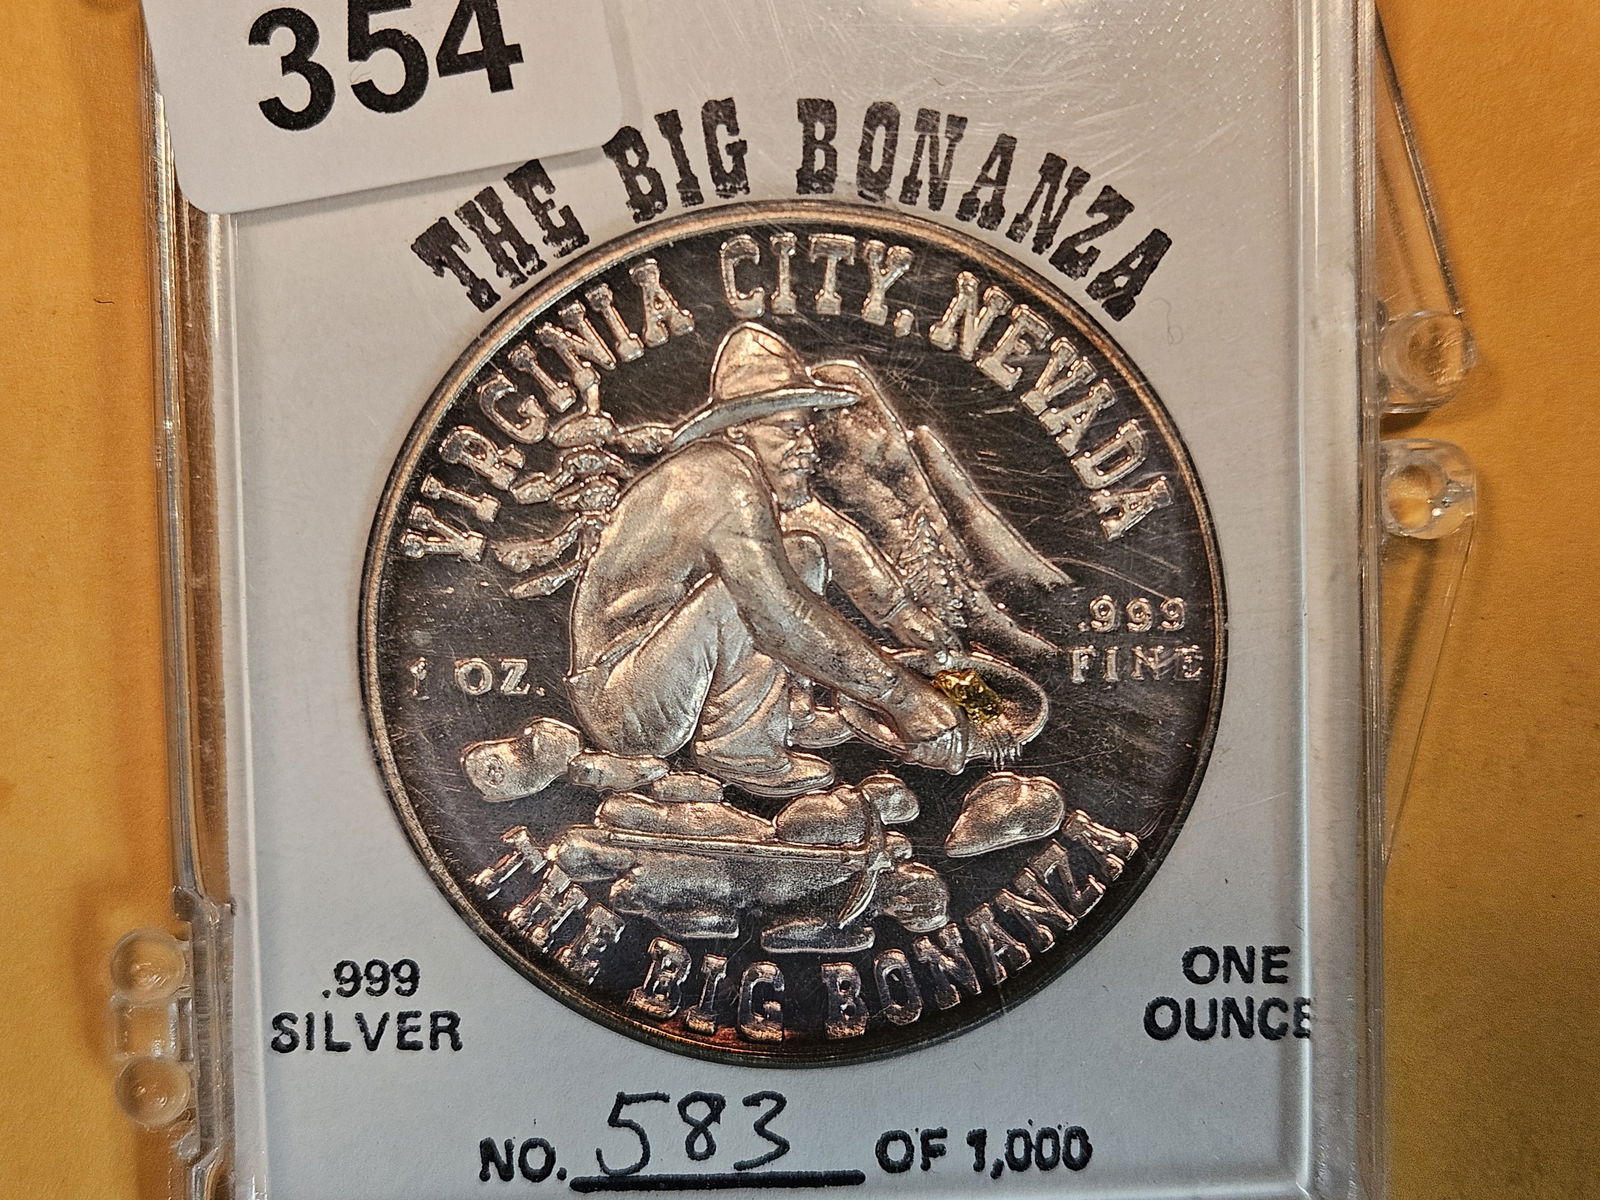 354
THE BIG BONANZA
VIRGINIA CITY, NEVADA
1 OZ.
.999
FINE
THE BIG BONANZA
.999
SILVER
ONE
OUNCE
NO. 583 OF 1,000